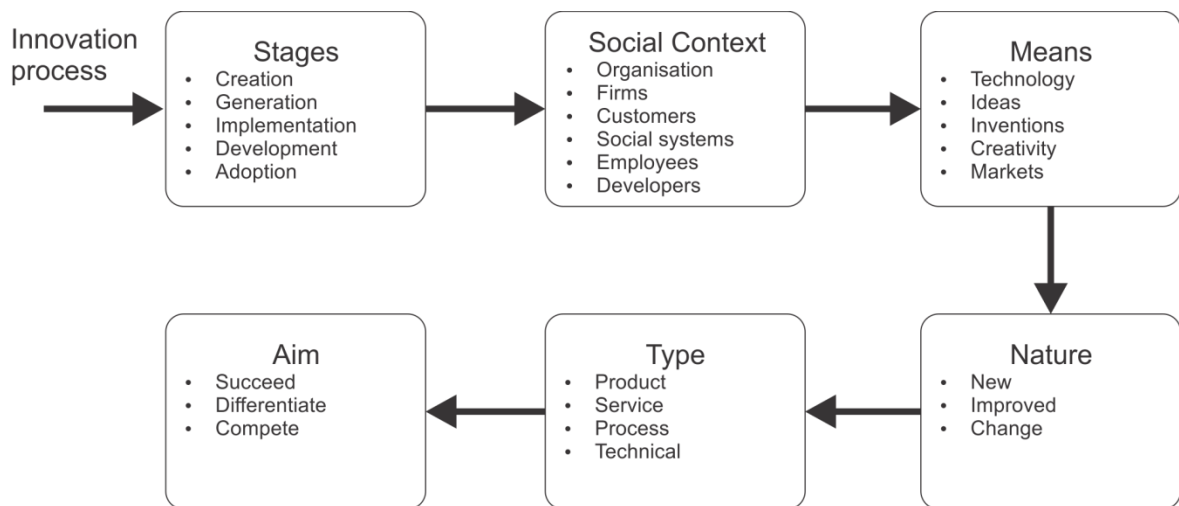 Innovation
process
Stages
• Creation
• Generation
• Implementation
• Development
• Adoption
Social Context
• Organisation
• Firms
• Customers
• Social systems
• Employees
• Developers
Means
• Technology
• Ideas
• Inventions
• Creativity
• Markets
Nature
• New
• Improved
• Change
Type
• Product
• Service
• Process
• Technical
Aim
• Succeed
• Differentiate
• Compete